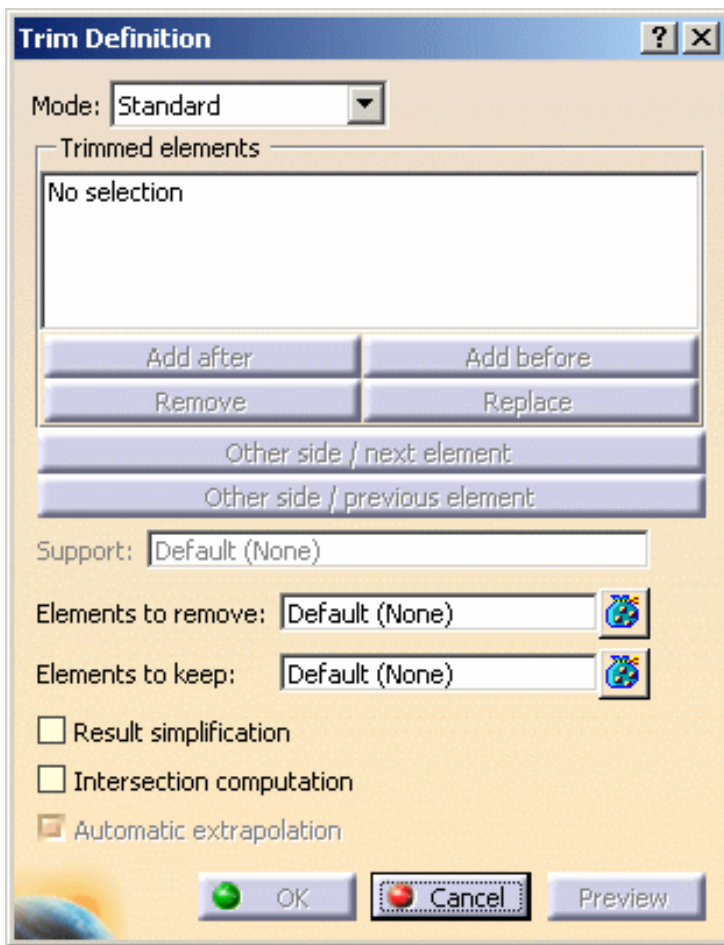 Trim Definition
Mode: Standard
Trimmed elements
No selection
Add after Add before
Remove Replace
Other side / next element
Other side / previous element
Support: Default (None)
Elements to remove: Default (None)
Elements to keep: Default (None)
Result simplification
Intersection computation
Automatic extrapolation
OK Cancel Preview